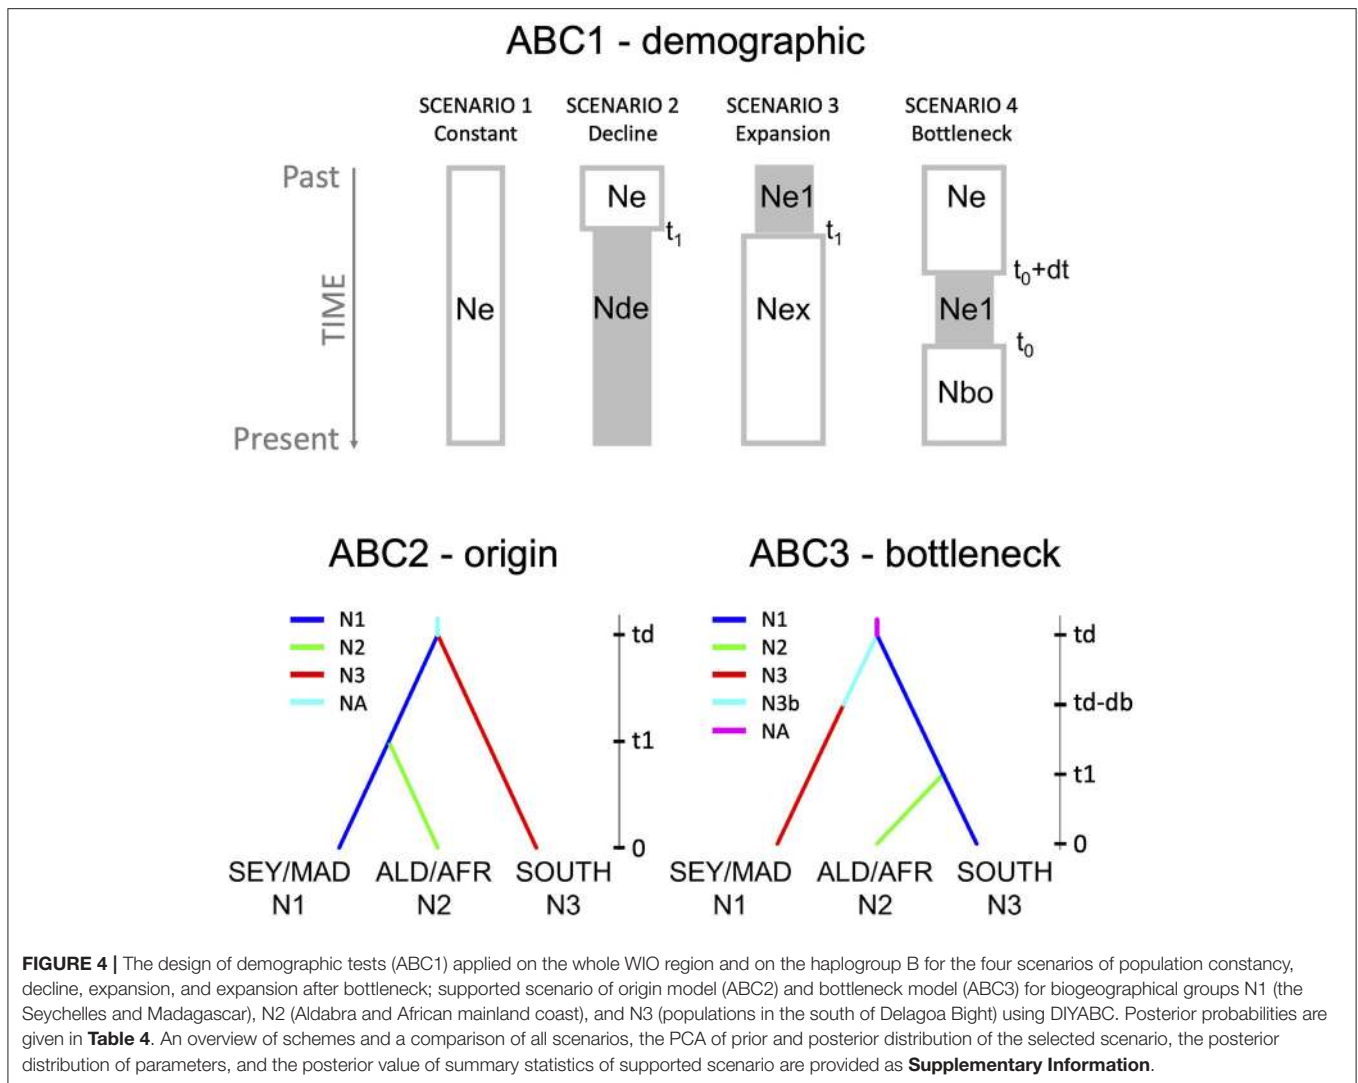 ABC1 - demographic
SCENARIO 1
Constant
SCENARIO 2
Decline
SCENARIO 3
Expansion
SCENARIO 4
Bottleneck
Past
TIME
Present
Ne
Ne
t1
Nde
Ne1
t1
Nex
Ne
t0+dt
Ne1
t0
Nbo
ABC2 - origin
N1
N2
N3
NA
td
t1
0
SEY/MAD ALD/AFR SOUTH
N1 N2 N3
ABC3 - bottleneck
N1
N2
N3
N3b
NA
td
td-db
t1
0
SEY/MAD ALD/AFR SOUTH
N1 N2 N3
FIGURE 4 | The design of demographic tests (ABC1) applied on the whole WIO region and on the haplogroup B for the four scenarios of population constancy,
decline, expansion, and expansion after bottleneck; supported scenario of origin model (ABC2) and bottleneck model (ABC3) for biogeographical groups N1 (the
Seychelles and Madagascar), N2 (Aldabra and African mainland coast), and N3 (populations in the south of Delagoa Bight) using DIYABC. Posterior probabilities are
given in Table 4. An overview of schemes and a comparison of all scenarios, the PCA of prior and posterior distribution of the selected scenario, the posterior
distribution of parameters, and the posterior value of summary statistics of supported scenario are provided as Supplementary Information.